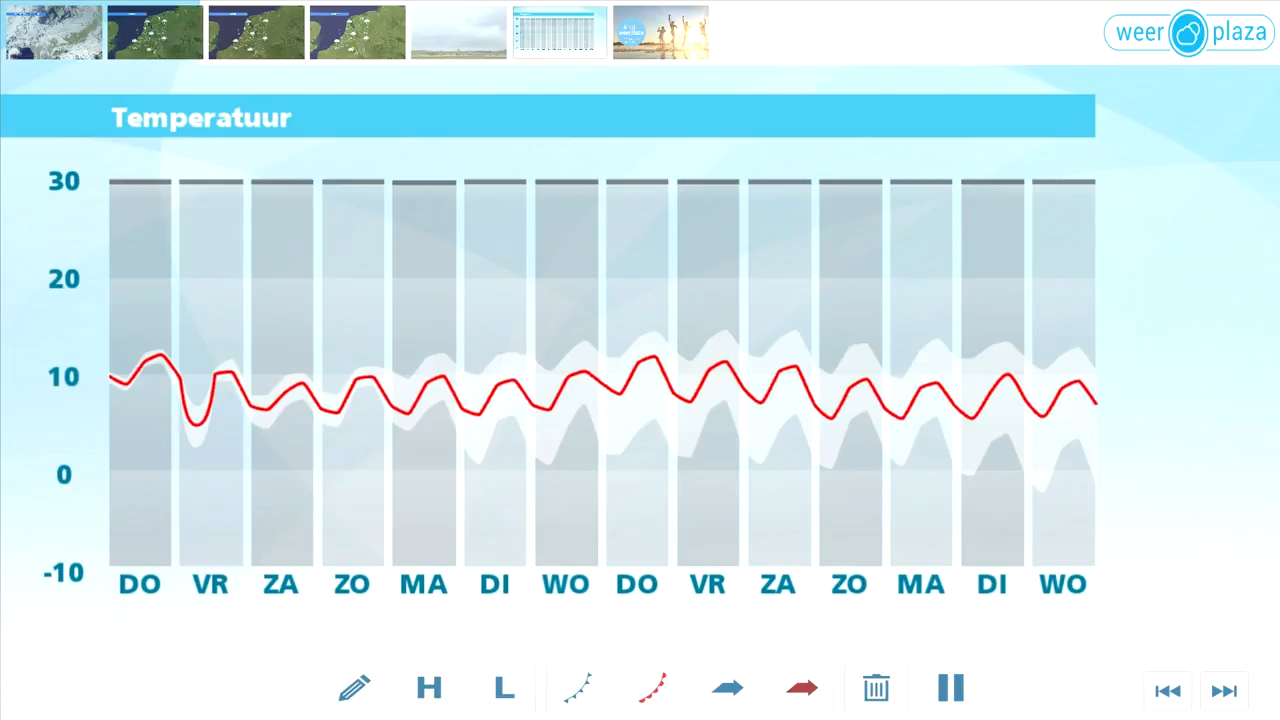 weer plaza
Temperatuur
30
20
10
0
-10
DO VR ZA ZO MA DI WO DO VR ZA ZO MA DI WO
H L